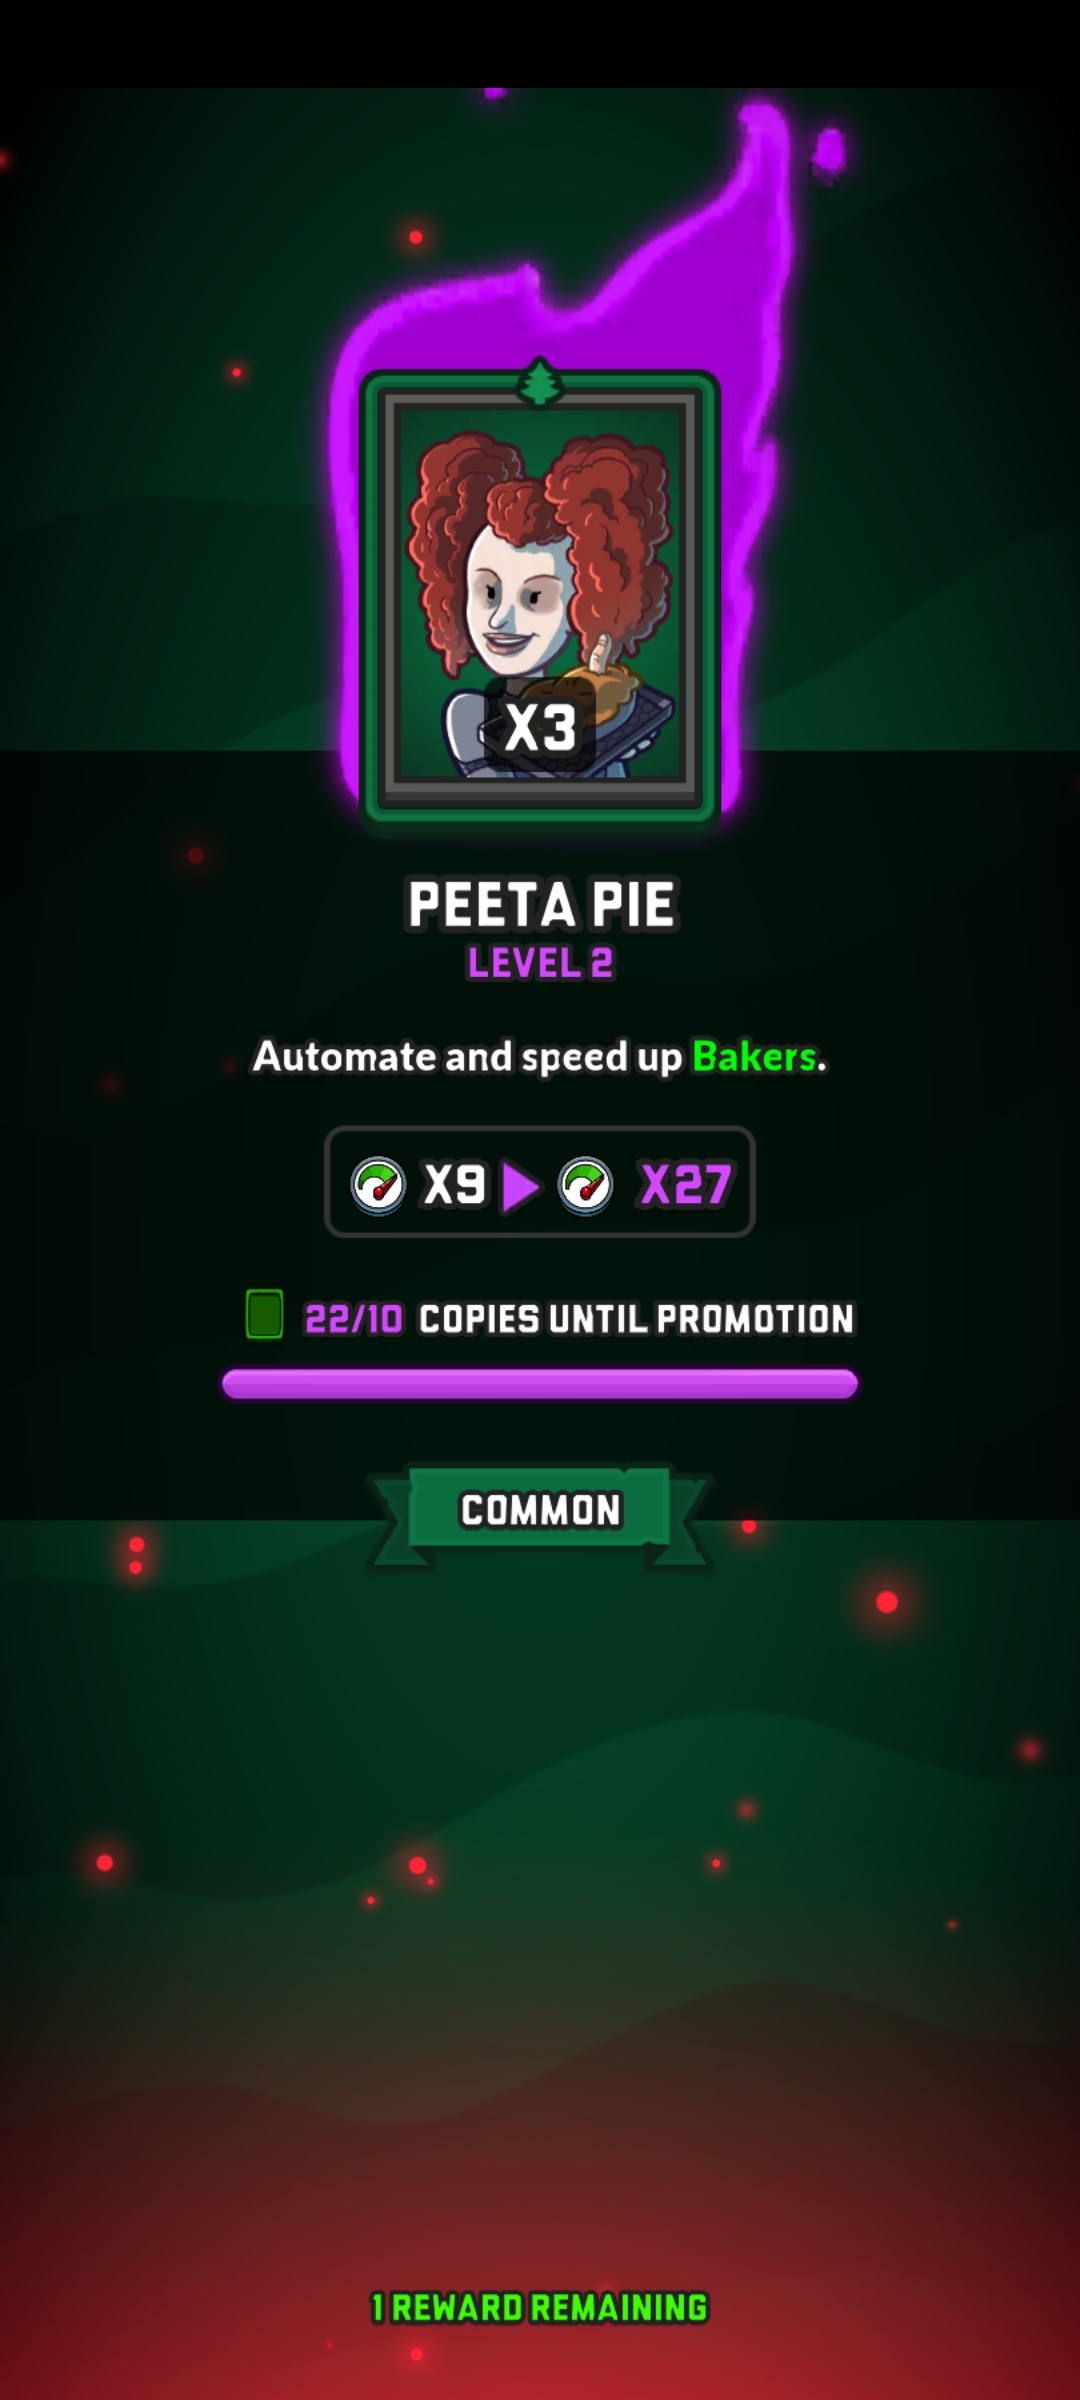 X3
PEETA PIE
LEVEL 2
Automate and speed up Bakers.
X9 X27
22/10 COPIES UNTIL PROMOTION
COMMON
1 REWARD REMAINING